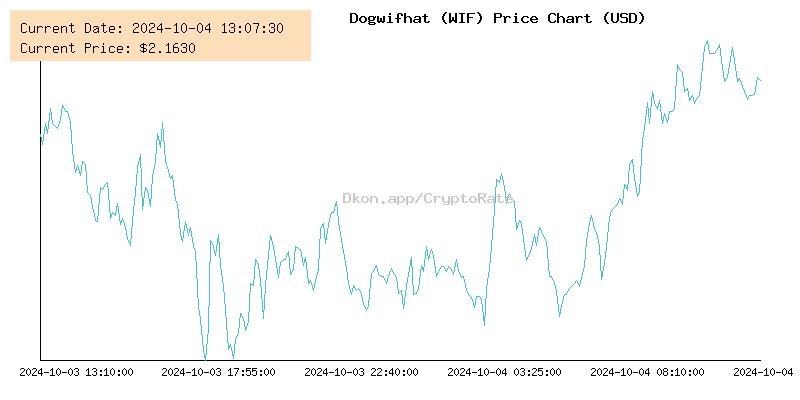 Dogwifhat (WIF) Price Chart (USD)
Current Date: 2024-10-04 13:07:30
Current Price: $2.1630
Dkon.app/CryptoRate
2024-10-03 13:10:00
2024-10-03 17:55:00
2024-10-03 22:40:00
2024-10-04 03:25:00
2024-10-04 08:10:00
2024-10-04